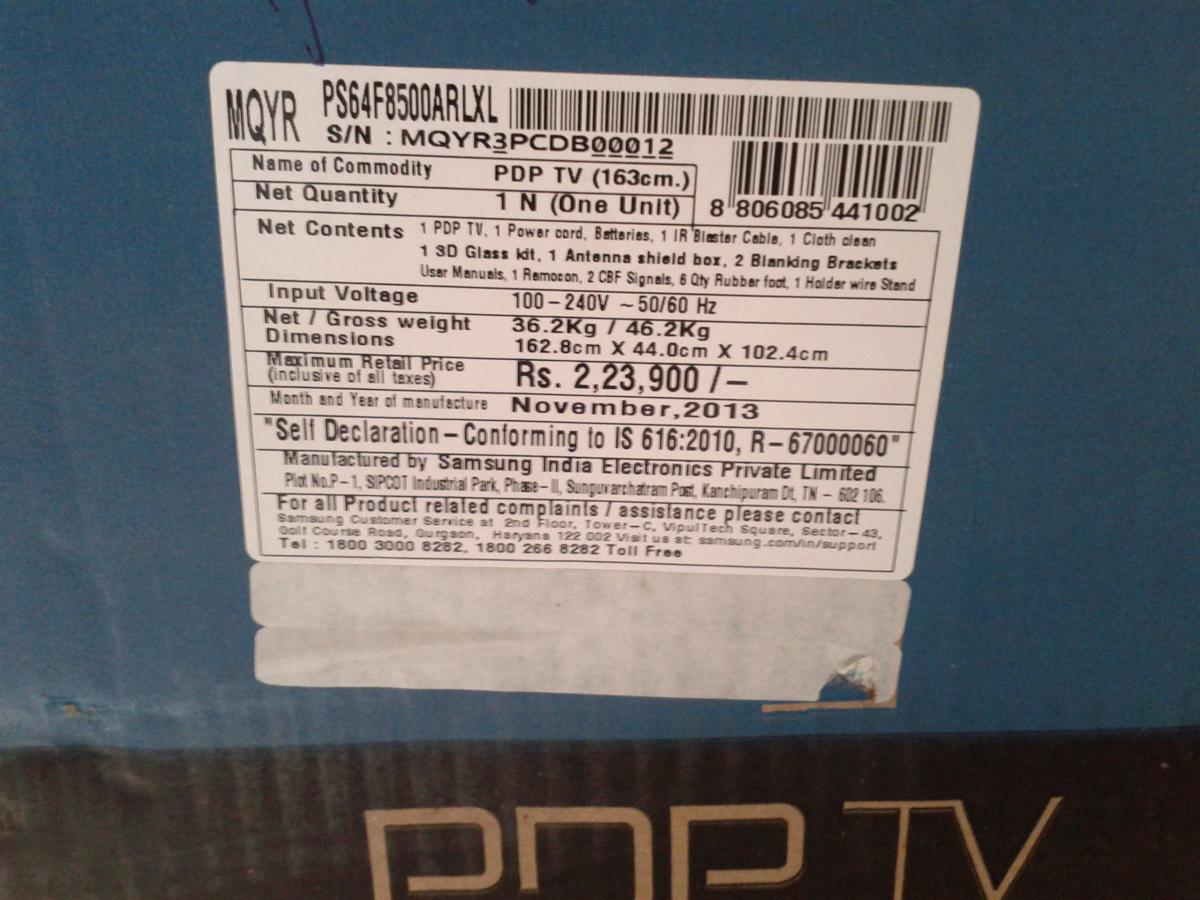 MQYR PS64F8500ARLXL
S/N : MQYR3PCDB00012
Name of Commodity PDP TV (163cm.)
Net Quantity 1 N (One Unit)
8 806085 441002
Net Contents 1 PDP TV, 1 Power cord, Batteries, 1 IR Blaster Cable, 1 Cloth clean
1 3D Glass kit, 1 Antenna shield box, 2 Blanking Brackets
User Manuals, 1 Remocon, 2 CBF Signals, 6 Qty Rubber foot, 1 Holder wire Stand
Input Voltage 100-240V ~50/60 Hz
Net / Gross weight 36.2Kg / 46.2Kg
Dimensions 162.8cm X 44.0cm X 102.4cm
Maximum Retail Price
(inclusive of all taxes) Rs. 2,23,900 /-
Month and Year of manufacture November,2013
"Self Declaration-Conforming to IS 616:2010, R-67000060"
Manufactured by Samsung India Electronics Private Limited
Plot No.P-1, SIPCOT Industrial Park, Phase-II, Sunguvarchatram Post, Kanchipuram Dt, TN - 602 106.
For all Product related complaints / assistance please contact
Samsung Customer Service at 2nd Floor, Tower-C, VipulTech Square, Sector-43,
Golf Course Road, Gurgaon, Haryana 122 002 Visit us at: samsung.com/in/support
Tel : 1800 3000 8282, 1800 266 8282 Toll Free
PDP TV